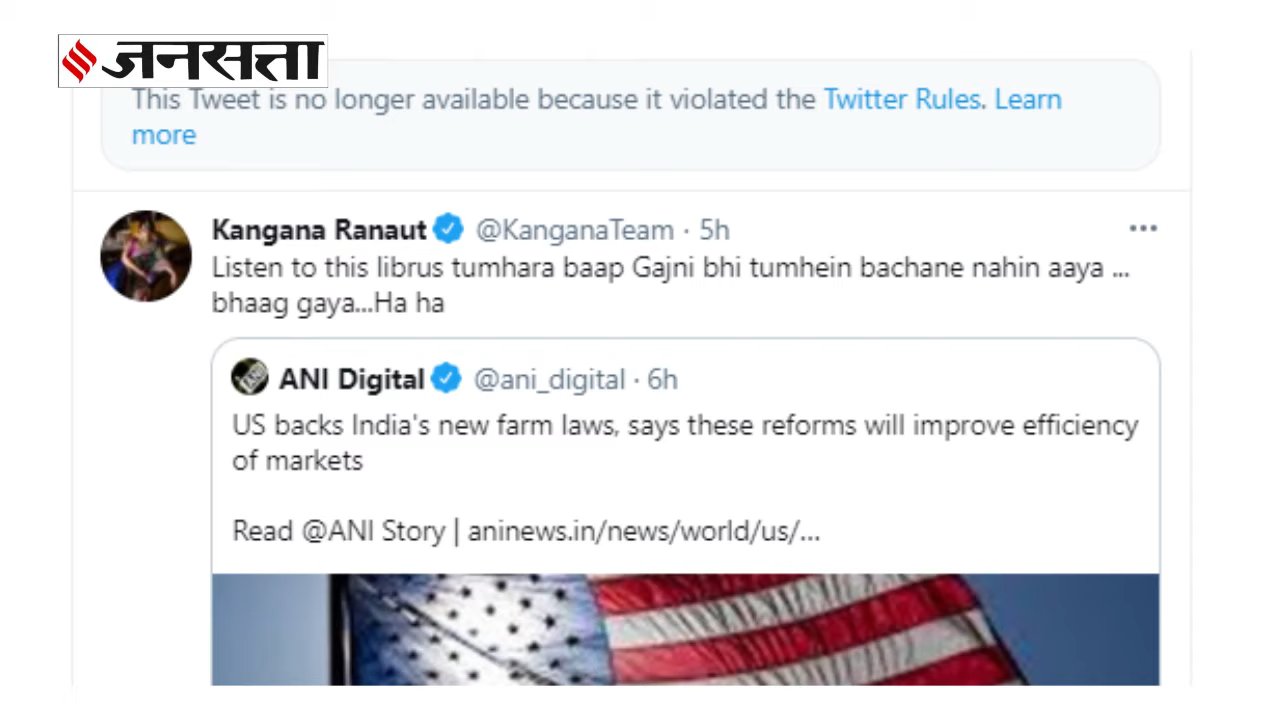 जनसत्ता
This Tweet is no longer available because it violated the Twitter Rules. Learn
more
Kangana Ranaut @KanganaTeam · 5h
Listen to this librus tumhara baap Gajni bhi tumhein bachane nahin aaya ...
bhaag gaya...Ha ha
ANI Digital @ani_digital · 6h
US backs India's new farm laws, says these reforms will improve efficiency
of markets
Read @ANI Story | aninews.in/news/world/us/...